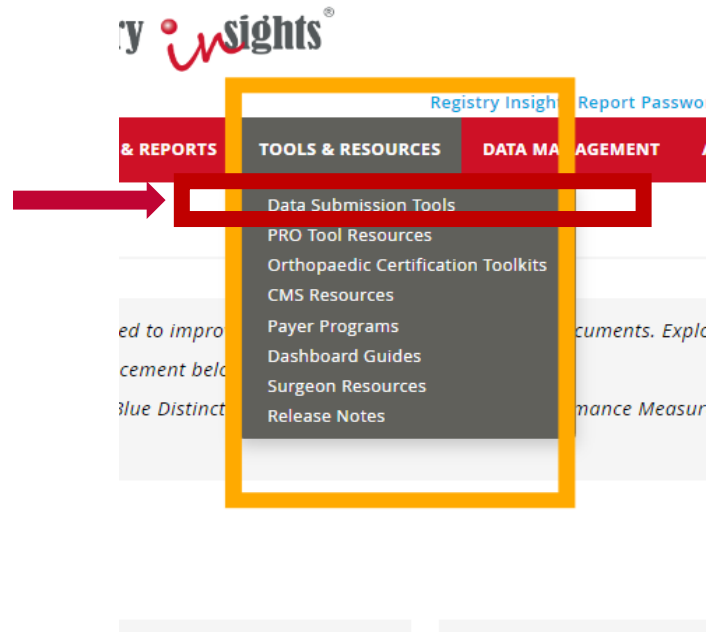 ry insights®
Registry Insigh Report Passwo
& REPORTS TOOLS & RESOURCES DATA MA AGEMENT
Data Submission Tools
PRO Tool Resources
Orthopaedic Certification Toolkits
CMS Resources
Payer Programs
Dashboard Guides
Surgeon Resources
Release Notes
ed to impro cuments. Explo
cement belo
Blue Distinct mance Measur